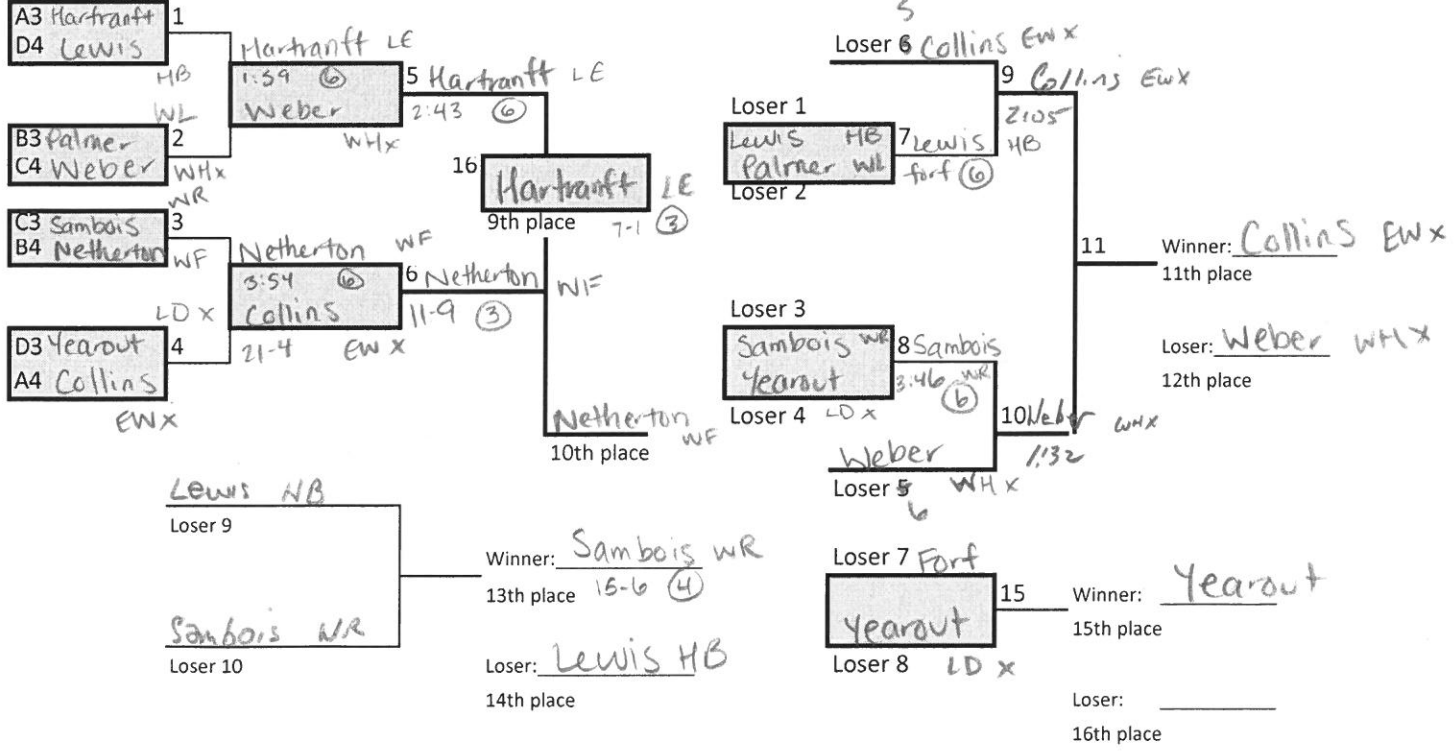 A3 Hartranft 1
D4 Lewis
HB
Hartranft LE
1:39 6
Weber
WHX
WL
B3 Palmer 2
C4 Weber
WHX
WR
5 Hartranft LE
2:43 6
C3 Sambois 3
B4 Netherton WF
Netherton WF
3:54 6
Collins
21-4 EWX
LD X
D3 Yearout 4
A4 Collins
EWX
6 Netherton WF
11-9 3
16
Hartranft LE
9th place 7-1 3
Netherton WF
10th place
5
Loser 6 Collins EWX
9 Collins EWX
2:05
Loser 1
Lewis HB
Palmer WL
Loser 2
7 Lewis HB
forf 6
Loser 3
Sambois WR
Yearout
Loser 4 LD X
8 Sambois
3:46 WR
6
10 Weber WHX
1:32
Weber
Loser 5 WHX
6
11
Winner: Collins EWX
11th place
Loser: Weber WHX
12th place
Lewis HB
Loser 9
Sambois WR
Loser 10
Winner: Sambois WR
13th place 15-6 4
Loser: Lewis HB
14th place
Loser 7 Forf
Yearout
Loser 8 LD X
15
Winner: Yearout
15th place
Loser:
16th place